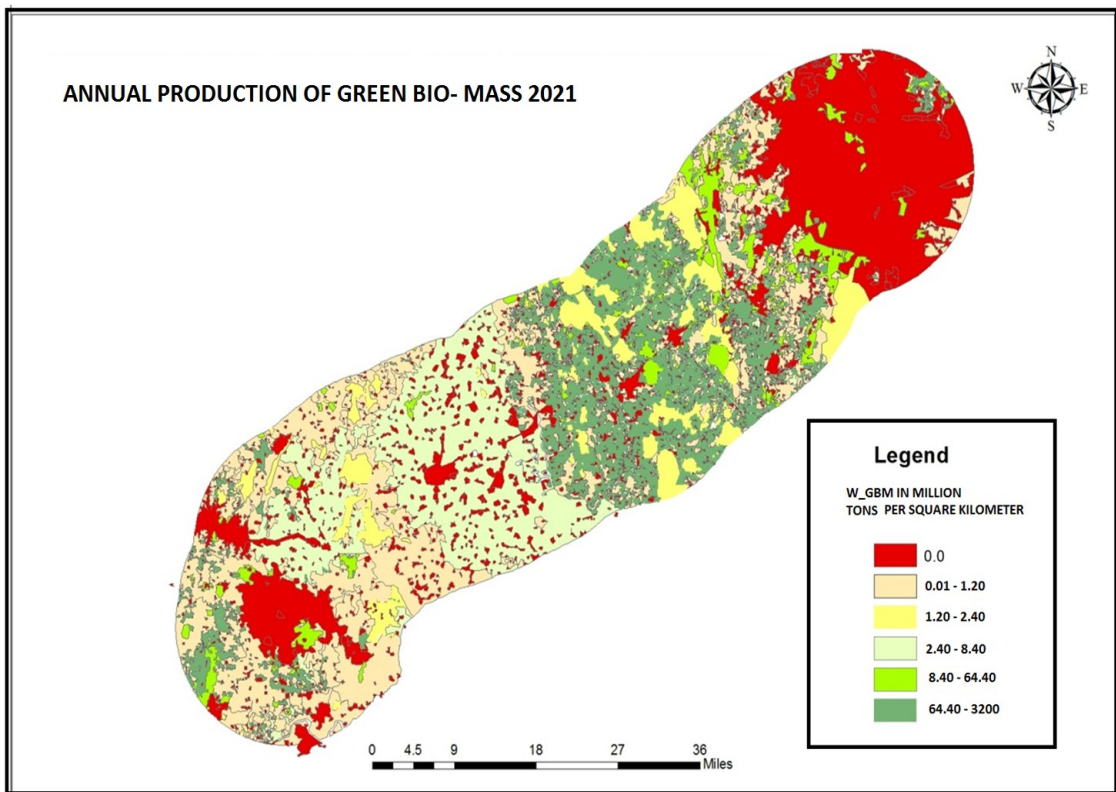 ANNUAL PRODUCTION OF GREEN BIO- MASS 2021
N
W E
S
Legend
W_GBM IN MILLION
TONS PER SQUARE KILOMETER
0.0
0.01 - 1.20
1.20 - 2.40
2.40 - 8.40
8.40 - 64.40
64.40 - 3200
0 4.5 9 18 27 36
Miles